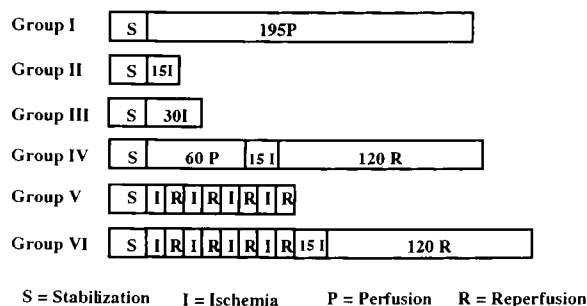 Group I S 195P
Group II S 15I
Group III S 30I
Group IV S 60 P 15 I 120 R
Group V S I R I R I R I R
Group VI S I R I R I R I R 15 I 120 R
S = Stabilization I = Ischemia P = Perfusion R = Reperfusion